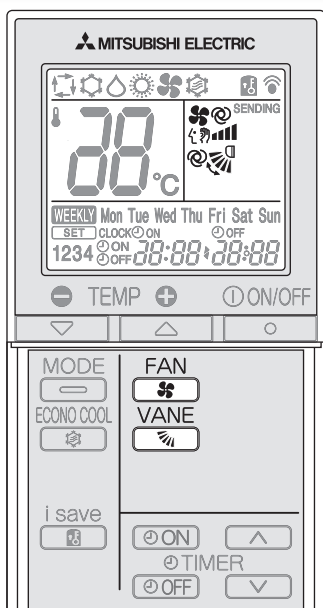 MITSUBISHI ELECTRIC
SENDING
88 °C
WEEKLY Mon Tue Wed Thu Fri Sat Sun
SET CLOCK ON OFF
1234 ON OFF 88:88 88:88
TEMP ON/OFF
MODE FAN
ECONO COOL VANE
i save
ON
TIMER
OFF